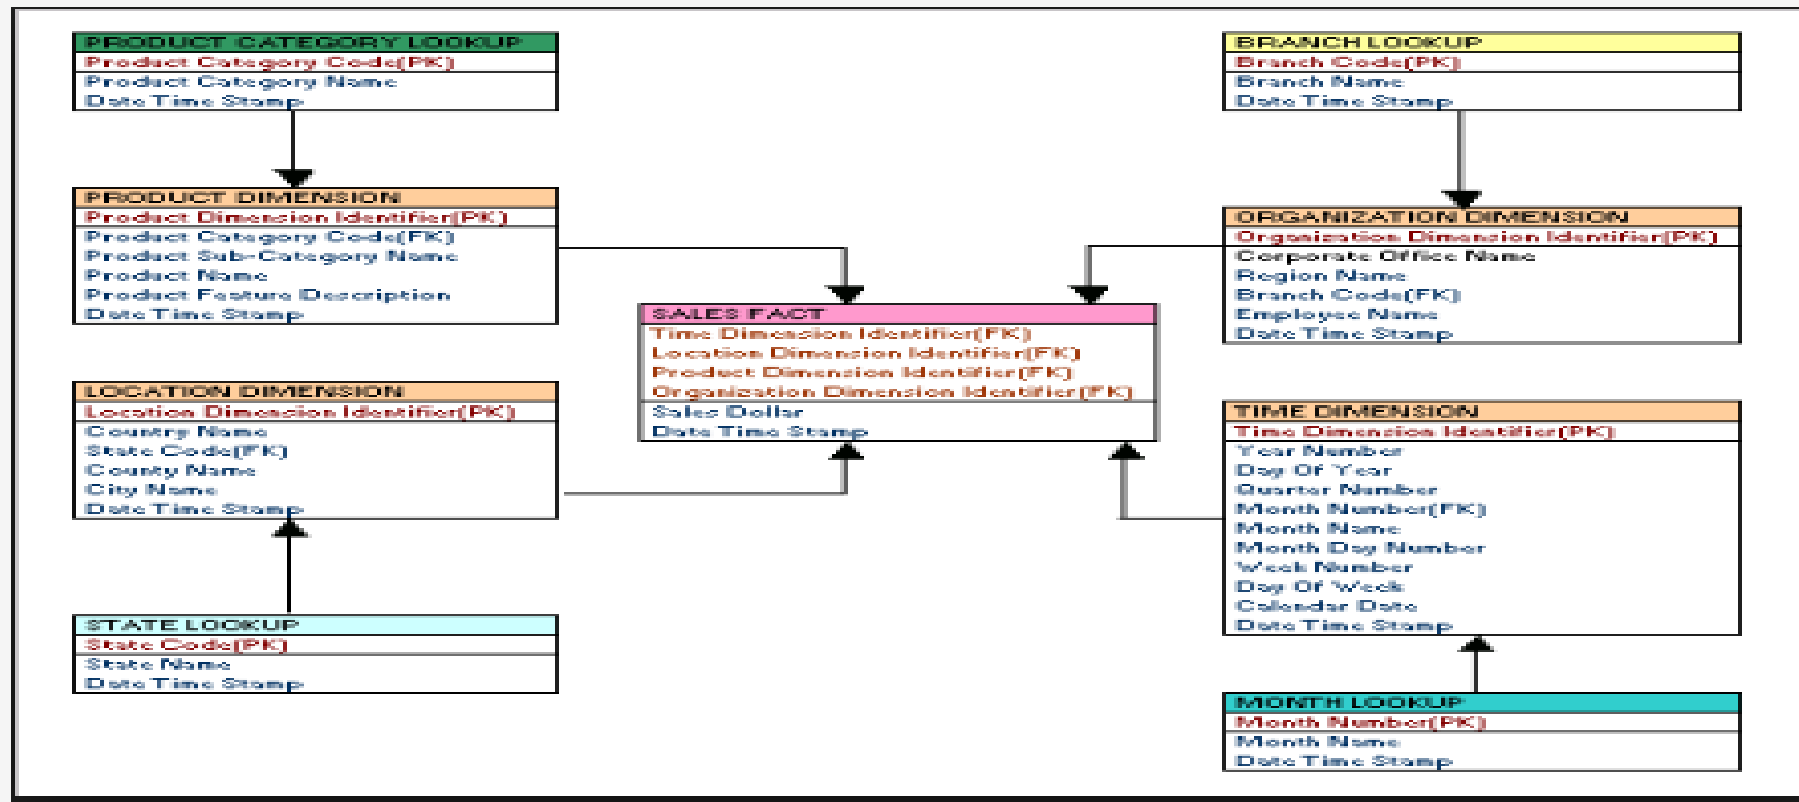 PRODUCT CATEGORY LOOKUP
Product Category Code(PK)
Product Category Name
Date Time Stamp
PRODUCT DIMENSION
Product Dimension Identifier(PK)
Product Category Code(FK)
Product Sub-Category Name
Product Name
Product Feature Description
Date Time Stamp
LOCATION DIMENSION
Location Dimension Identifier(PK)
Country Name
State Code(FK)
County Name
City Name
Date Time Stamp
STATE LOOKUP
State Code(PK)
State Name
Date Time Stamp
SALES FACT
Time Dimension Identifier(FK)
Location Dimension Identifier(FK)
Product Dimension Identifier(FK)
Organization Dimension Identifier(FK)
Sales Dollar
Date Time Stamp
BRANCH LOOKUP
Branch Code(PK)
Branch Name
Date Time Stamp
ORGANIZATION DIMENSION
Organization Dimension Identifier(PK)
Corporate Office Name
Region Name
Branch Code(FK)
Employee Name
Date Time Stamp
TIME DIMENSION
Time Dimension Identifier(PK)
Year Number
Day Of Year
Quarter Number
Month Number(FK)
Month Name
Month Day Number
Week Number
Day Of Week
Calendar Date
Date Time Stamp
MONTH LOOKUP
Month Number(PK)
Month Name
Date Time Stamp